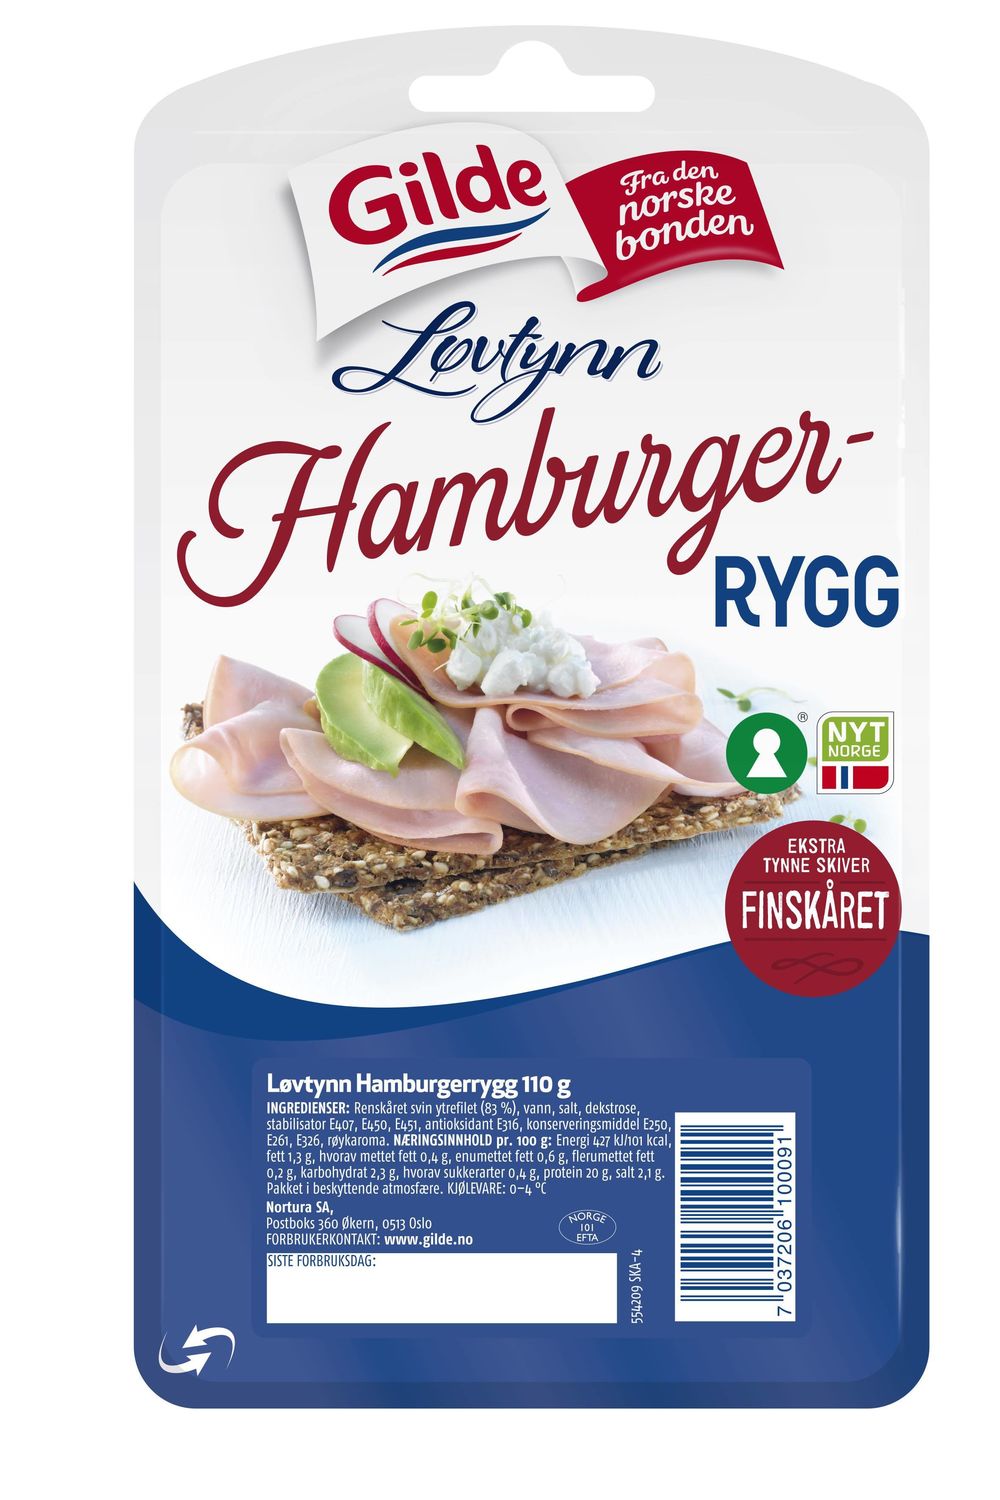 Gilde
Fra den
norske
bonden
Løvtynn
Hamburger-
RYGG
®
NYT
NORGE
EKSTRA
TYNNE SKIVER
FINSKÅRET
Løvtynn Hamburgerrygg 110 g
INGREDIENSER: Renskåret svin ytrefilet (83 %), vann, salt, dekstrose,
stabilisator E407, E450, E451, antioksidant E316, konserveringsmiddel E250,
E261, E326, røykaroma. NÆRINGSINNHOLD pr. 100 g: Energi 427 kJ/101 kcal,
fett 1,3 g, hvorav mettet fett 0,4 g, enumettet fett 0,6 g, flerumettet fett
0,2 g, karbohydrat 2,3 g, hvorav sukkerarter 0,4 g, protein 20 g, salt 2,1 g.
Pakket i beskyttende atmosfære. KJØLEVARE: 0–4 °C
Nortura SA,
Postboks 360 Økern, 0513 Oslo
FORBRUKERKONTAKT: www.gilde.no
NORGE
101
EFTA
SISTE FORBRUKSDAG:
554209 SKA-4
7 037206 100091